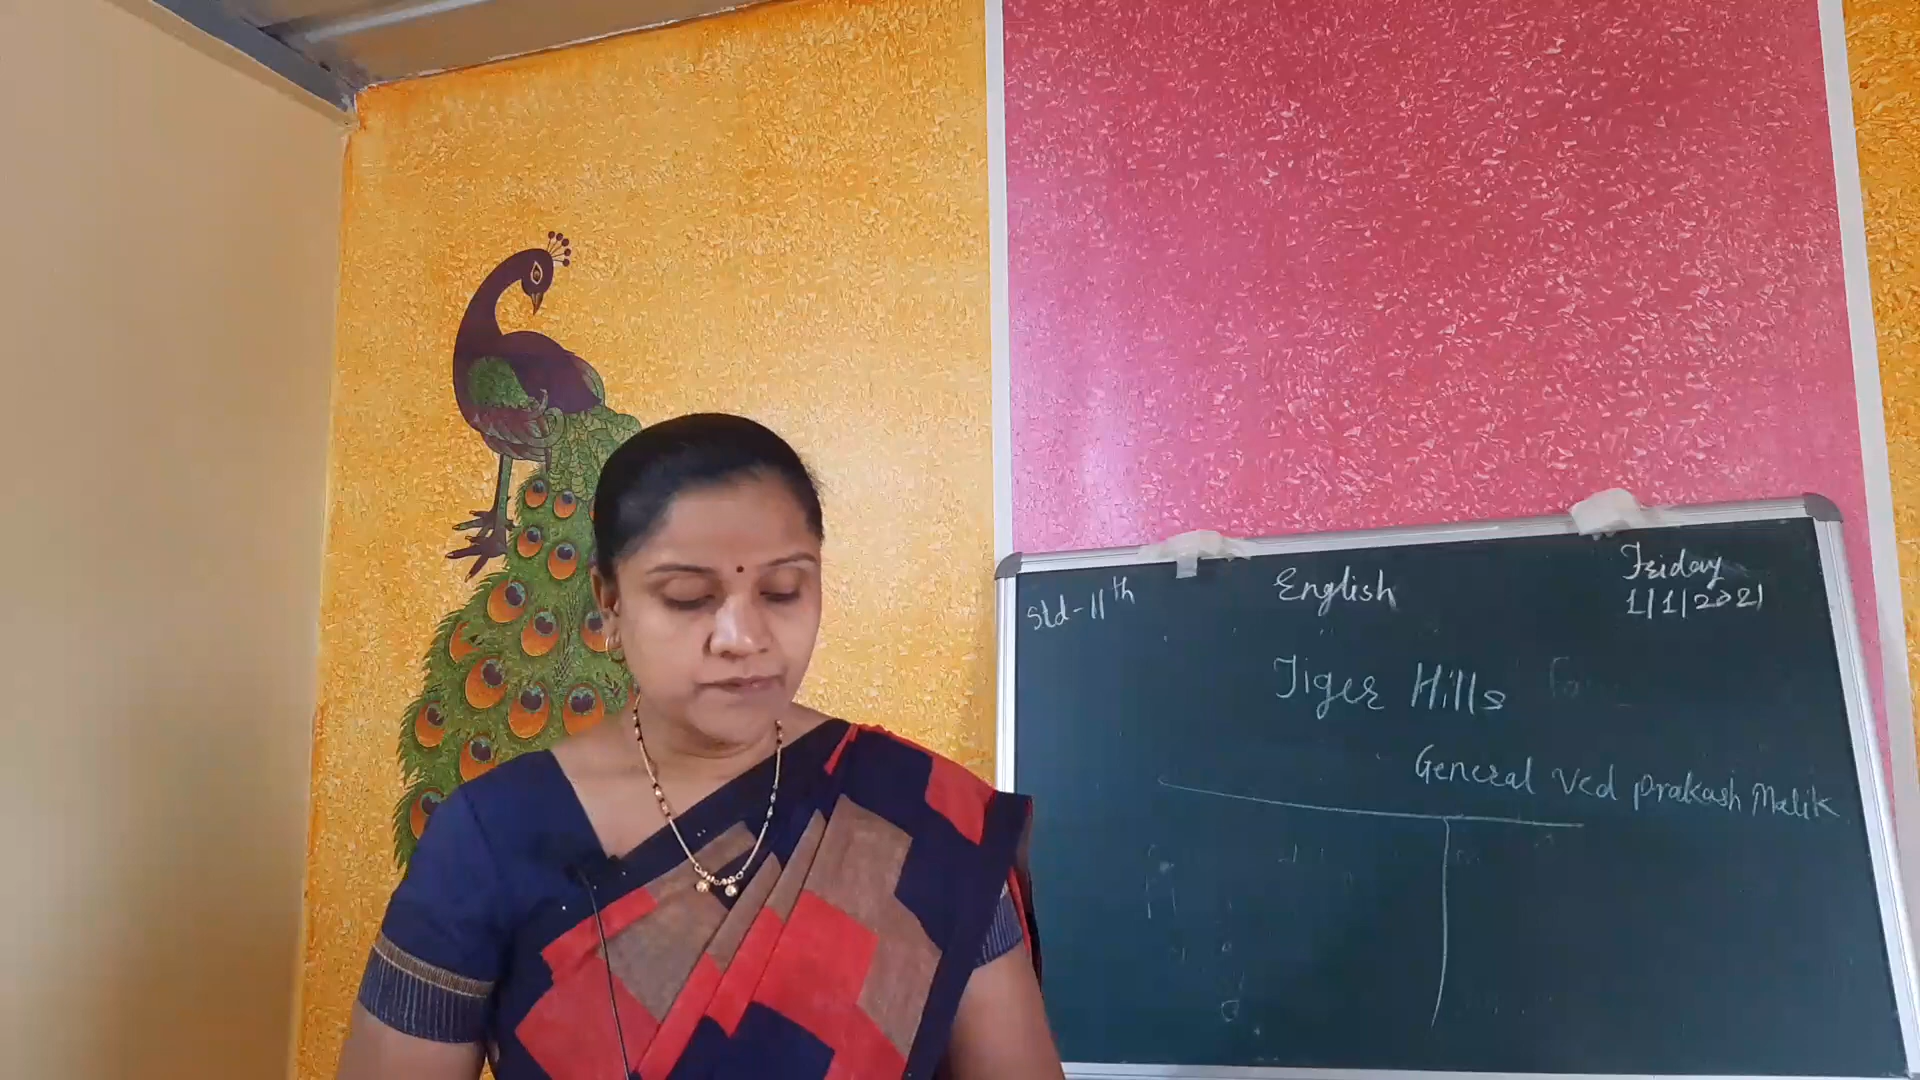 Std-11th
English
Friday
1/1/2021
Tiger Hills
General Ved prakash Malik